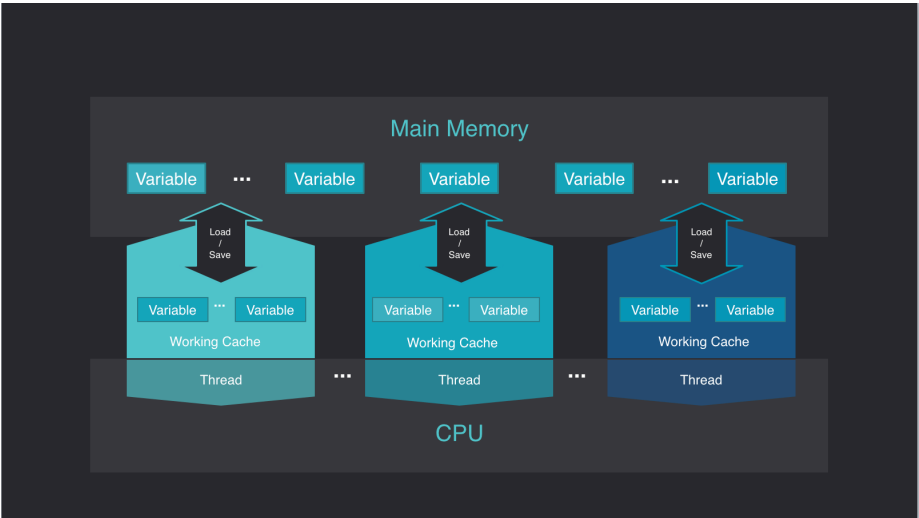 Main Memory
Variable ... Variable Variable Variable ... Variable
Load
/
Save
Load
/
Save
Load
/
Save
Variable ... Variable
Variable ... Variable
Variable ... Variable
Working Cache
Working Cache
Working Cache
Thread ... Thread ... Thread
CPU